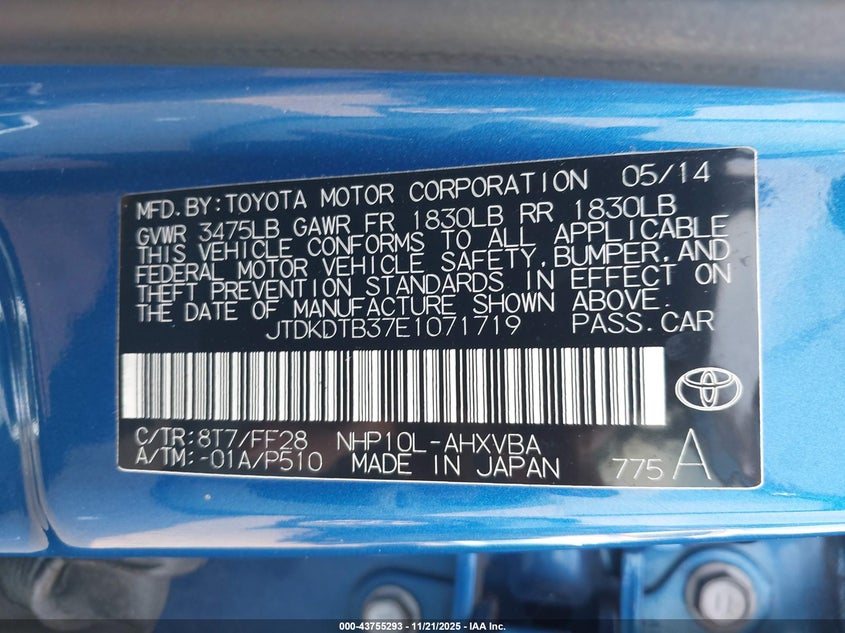 MFD.BY:TOYOTA MOTOR CORPORATION 05/14
GVWR 3475LB GAWR FR 1830LB RR 1830LB
THIS VEHICLE CONFORMS TO ALL APPLICABLE
FEDERAL MOTOR VEHICLE SAFETY,BUMPER,AND
THEFT PREVENTION STANDARDS IN EFFECT ON
THE DATE OF MANUFACTURE SHOWN ABOVE.
JTDKDTB37E1071719 PASS.CAR
C/TR:8T7/FF28 NHP10L-AHXVBA
A/TM:-01A/P510 MADE IN JAPAN 775 A
000-43755293 - 11/21/2025 - IAA Inc.